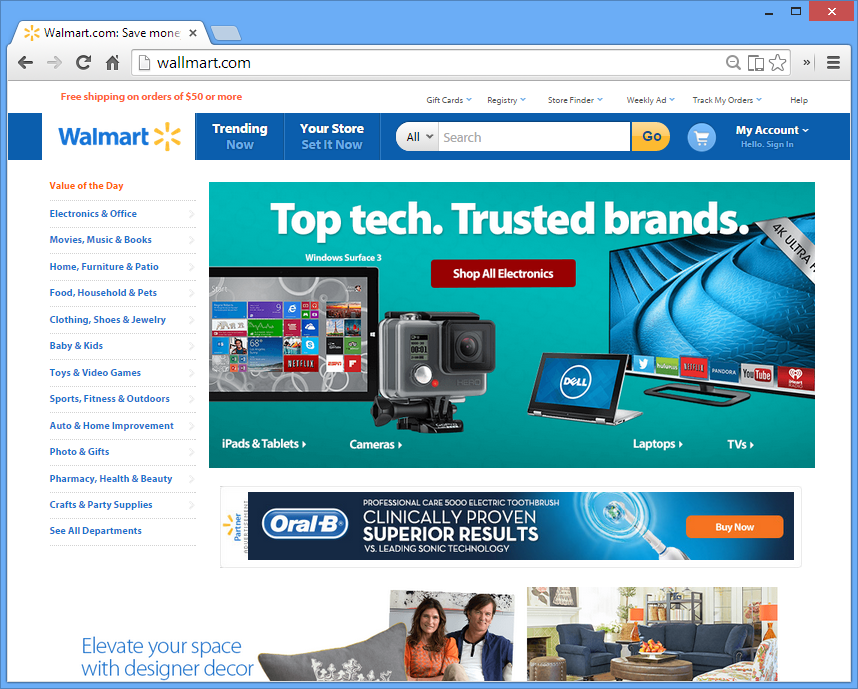 Walmart.com: Save mone
wallmart.com
Free shipping on orders of $50 or more
Gift Cards Registry Store Finder Weekly Ad Track My Orders Help
Walmart
Trending
Now
Your Store
Set It Now
All
Search
Go
My Account
Hello. Sign In
Value of the Day
Electronics & Office
Movies, Music & Books
Home, Furniture & Patio
Food, Household & Pets
Clothing, Shoes & Jewelry
Baby & Kids
Toys & Video Games
Sports, Fitness & Outdoors
Auto & Home Improvement
Photo & Gifts
Pharmacy, Health & Beauty
Crafts & Party Supplies
See All Departments
Top tech. Trusted brands.
Windows Surface 3
Shop All Electronics
4K ULTRA
Start
68°
NETFLIX
HERO
DELL
hulu
NETFLIX
PANDORA
YouTube
iHeart
RADIO
iPads & Tablets
Cameras
Laptops
TVs
Partner
ADVERTISEMENT
Oral-B
PROFESSIONAL CARE 5000 ELECTRIC TOOTHBRUSH
CLINICALLY PROVEN
SUPERIOR RESULTS
VS. LEADING SONIC TECHNOLOGY
Buy Now
Elevate your space
with designer decor